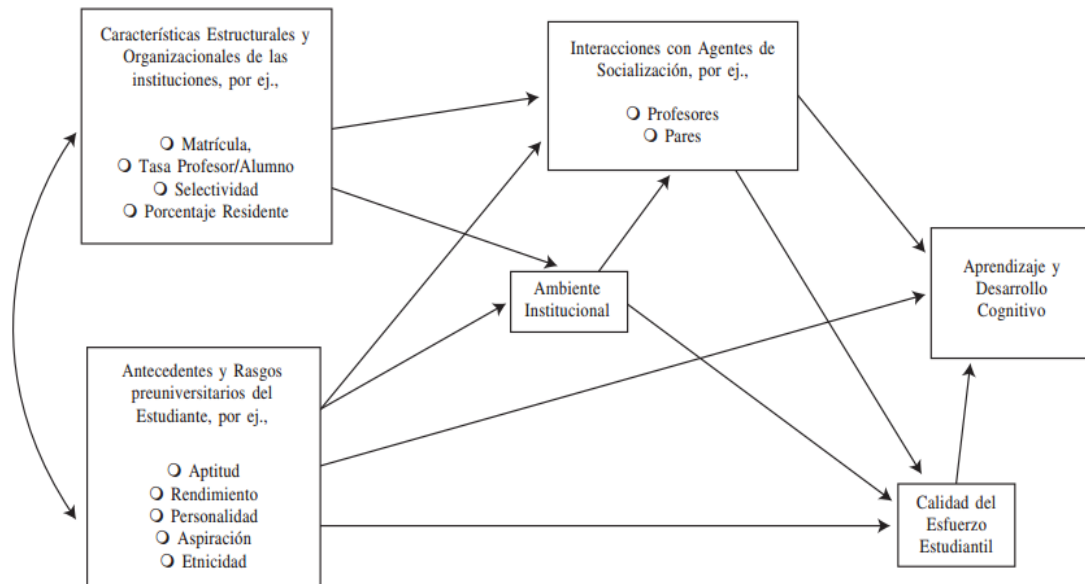 Características Estructurales y
Organizacionales de las
instituciones, por ej.,
❍ Matrícula,
❍ Tasa Profesor/Alumno
❍ Selectividad
❍ Porcentaje Residente
Interacciones con Agentes de
Socialización, por ej.,
❍ Profesores
❍ Pares
Ambiente
Institucional
Aprendizaje y
Desarrollo
Cognitivo
Antecedentes y Rasgos
preuniversitarios del
Estudiante, por ej.,
❍ Aptitud
❍ Rendimiento
❍ Personalidad
❍ Aspiración
❍ Etnicidad
Calidad del
Esfuerzo
Estudiantil